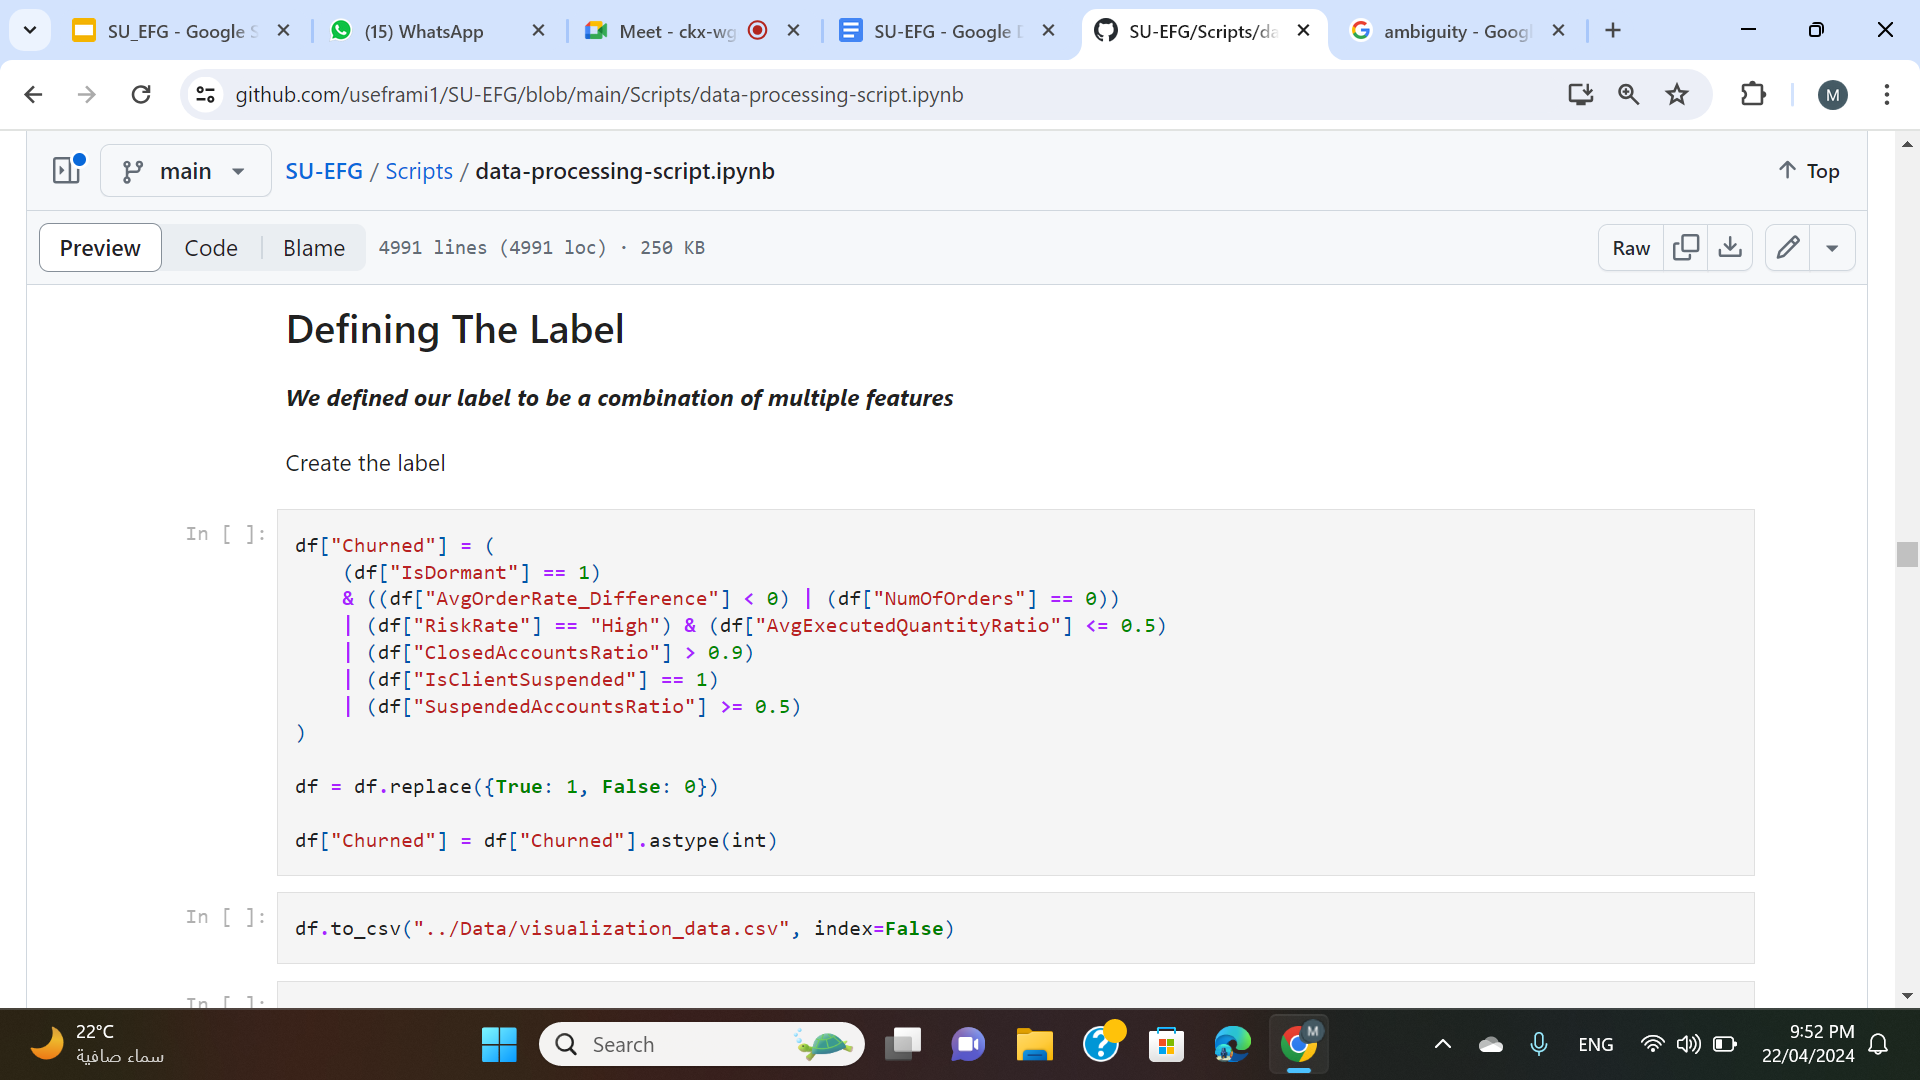 SU_EFG - Google S
(15) WhatsApp
Meet - ckx-wg
SU-EFG - Google D
SU-EFG/Scripts/da
ambiguity - Googl
github.com/useframi1/SU-EFG/blob/main/Scripts/data-processing-script.ipynb
M
main
SU-EFG / Scripts / data-processing-script.ipynb
Top
Preview
Code
Blame
4991 lines (4991 loc) · 250 KB
Raw
Defining The Label
We defined our label to be a combination of multiple features
Create the label
In [ ]:
df["Churned"] = (
(df["IsDormant"] == 1)
& ((df["AvgOrderRate_Difference"] < 0) | (df["NumOfOrders"] == 0))
| (df["RiskRate"] == "High") & (df["AvgExecutedQuantityRatio"] <= 0.5)
| (df["ClosedAccountsRatio"] > 0.9)
| (df["IsClientSuspended"] == 1)
| (df["SuspendedAccountsRatio"] >= 0.5)
)
df = df.replace({True: 1, False: 0})
df["Churned"] = df["Churned"].astype(int)
In [ ]:
df.to_csv("../Data/visualization_data.csv", index=False)
In [ ]:
22°C
سماء صافية
Search
M
ENG
9:52 PM
22/04/2024